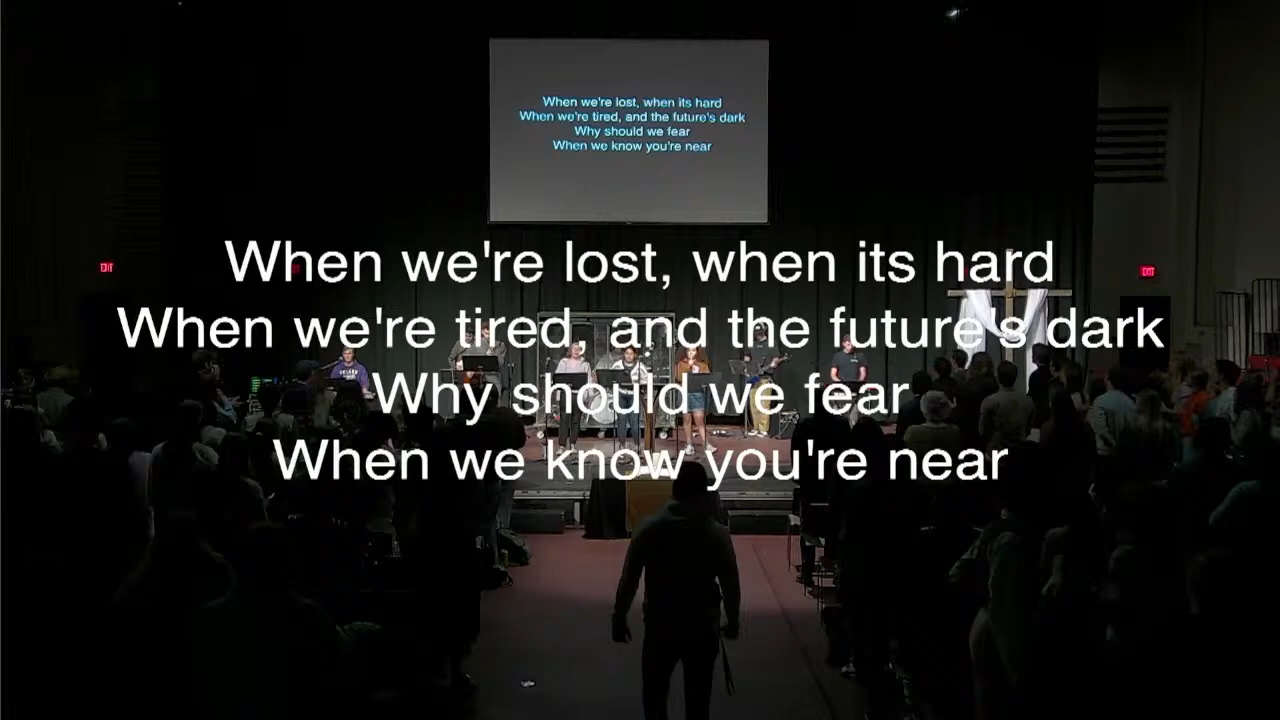 When we're lost, when its hard
When we're tired, and the future's dark
Why should we fear
When we know you're near
EXIT
When we're lost, when its hard
When we're tired, and the future's dark
Why should we fear
When we know you're near
EXIT